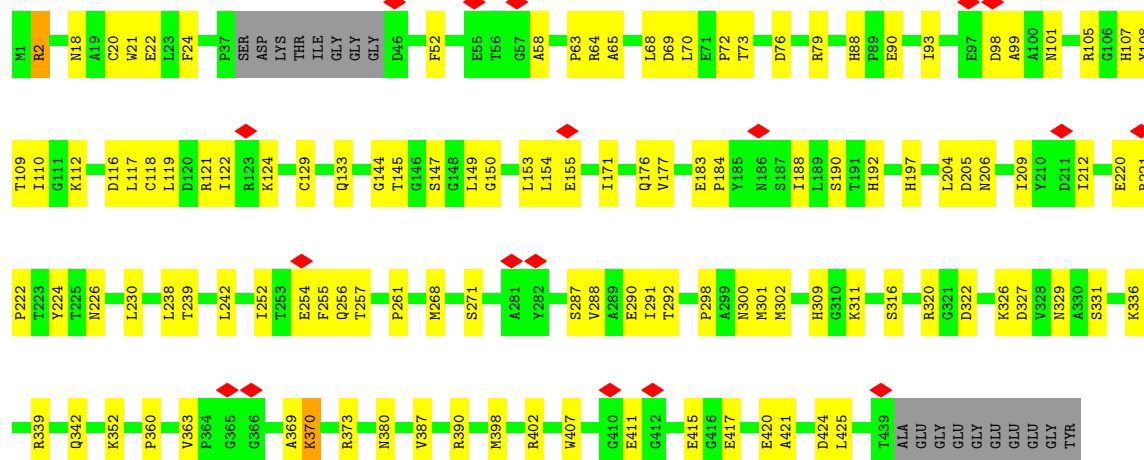 M1 R2 N18 A19 C20 W21 E22 L23 F24 P37 SER ASP LYS THR ILE GLY GLY GLY D46 F52 E55 T56 G57 A58 P63 R64 A65 L68 D69 L70 E71 P72 T73 D76 R79 H88 P89 E90 I93 E97 D98 A99 A100 N101 R105 G106 H107 Y108
T109 I110 G111 K112 D116 L117 C118 L119 D120 R121 I122 R123 K124 C129 Q133 G144 T145 G146 S147 G148 L149 G150 L153 L154 E155 I171 Q176 V177 E183 P184 Y185 N186 S187 I188 L189 S190 T191 H192 H197 L204 D205 N206 I209 Y210 D211 I212 E220 R221
P222 T223 Y224 T225 N226 L230 L238 T239 L242 I252 T253 E254 F255 Q256 T257 P261 M268 S271 A281 Y282 S287 V288 A289 E290 I291 T292 P298 A299 N300 M301 M302 H309 G310 K311 S316 R320 G321 D322 K326 D327 V328 N329 A330 S331 K336
R339 Q342 K352 P360 V363 P364 G365 G366 A369 K370 R373 N380 V387 R390 M398 R402 W407 G410 E411 G412 E415 G416 E417 E420 A421 D424 L425 T439 ALA GLU GLY GLU GLY GLU GLU GLU GLY TYR